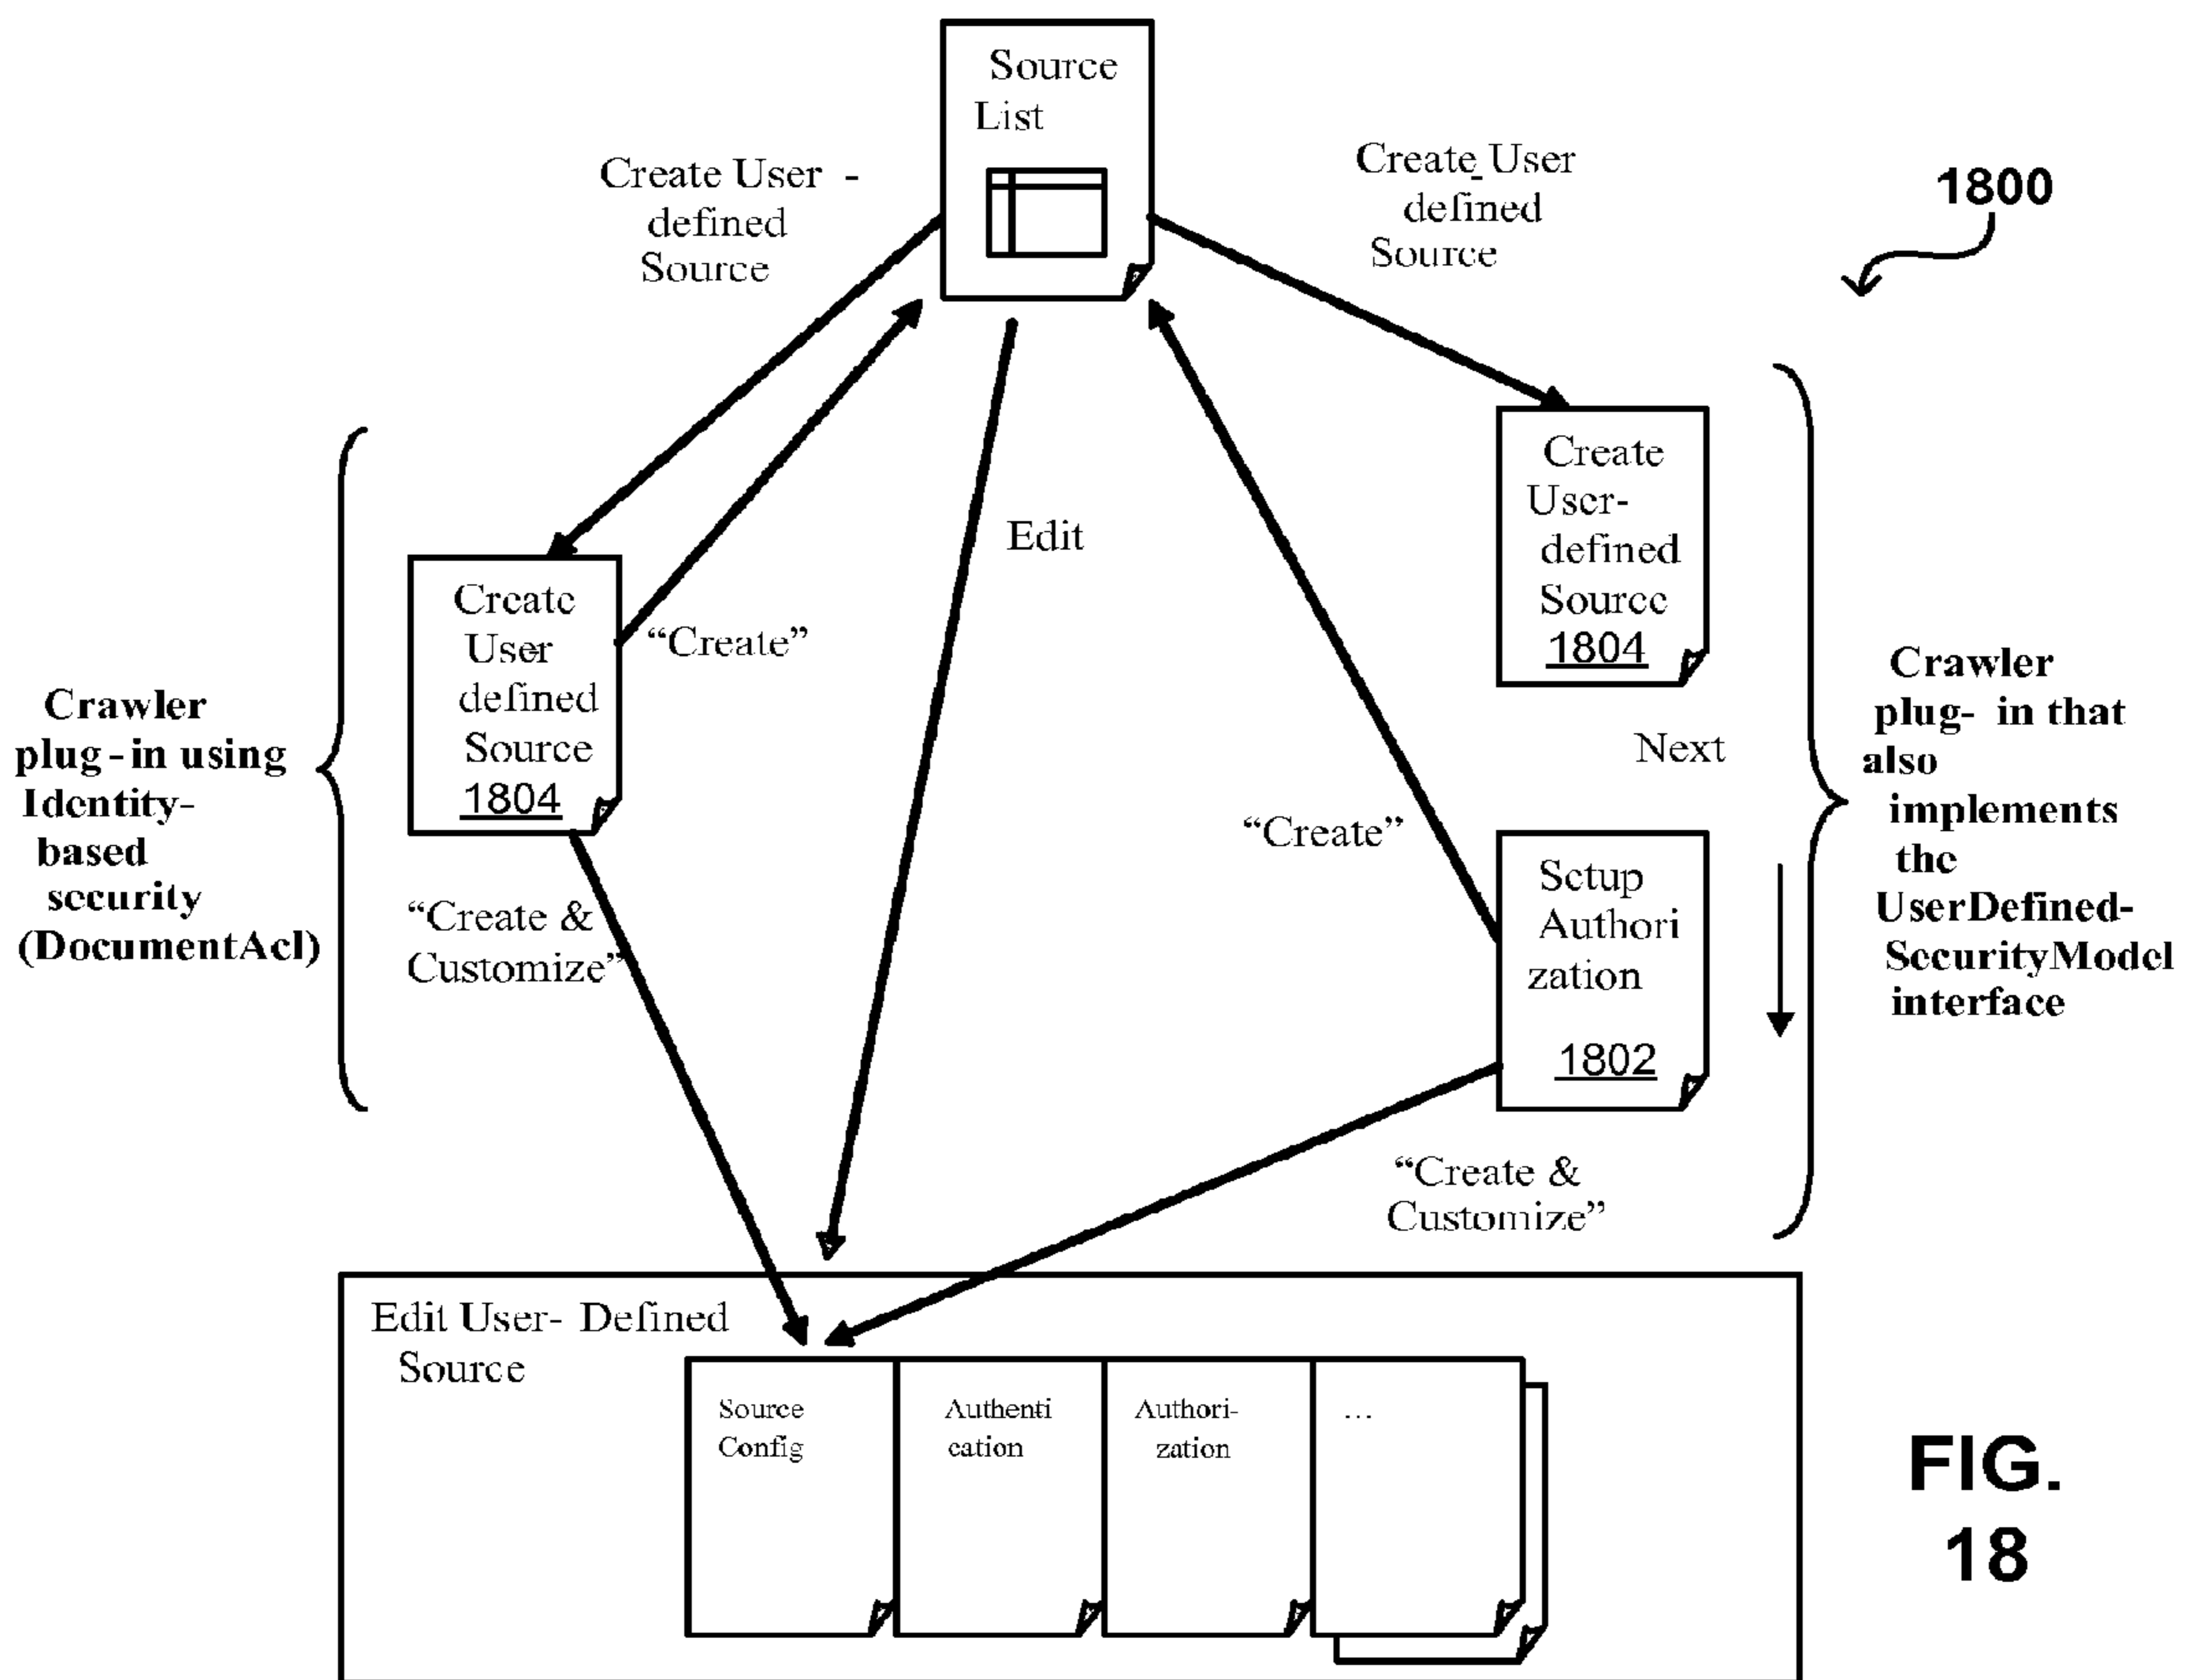 Source
List
Create User -
defined
Source
Create User
-
defined
Source
1800
Edit
Create
User
defined
Source
1804
"Create"
Create
User-
defined
Source
1804
Next
Crawler
plug-in using
Identity-
based
security
(DocumentAcl)
Crawler
plug- in that
also
implements
the
UserDefined-
SecurityModel
interface
"Create"
Setup
Authori
zation
1802
"Create &
Customize"
"Create &
Customize"
Edit User- Defined
Source
Source
Config
Authenti
cation
Authori-
zation
...
FIG.
18